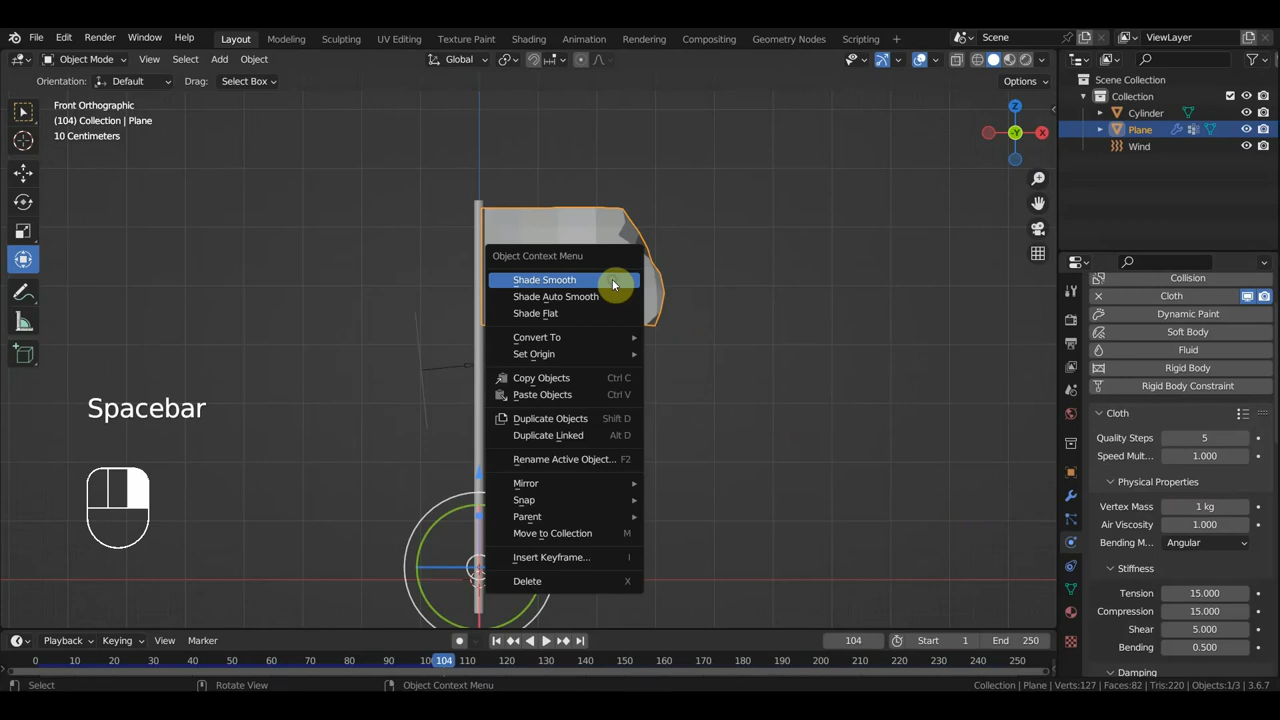 File Edit Render Window Help Layout Modeling Sculpting UV Editing Texture Paint Shading Animation Rendering Compositing Geometry Nodes Scripting + Scene ViewLayer
Object Mode View Select Add Object Global
Orientation: Default Drag: Select Box Options
Front Orthographic
(104) Collection | Plane
10 Centimeters
Z
X
-Y
Scene Collection
Collection
Cylinder
Plane
Wind
Object Context Menu
Shade Smooth
Shade Auto Smooth
Shade Flat
Convert To
Set Origin
Copy Objects Ctrl C
Paste Objects Ctrl V
Duplicate Objects Shift D
Duplicate Linked Alt D
Rename Active Object... F2
Mirror
Snap
Parent
Move to Collection M
Insert Keyframe... I
Delete X
Spacebar
Collision
Cloth
Dynamic Paint
Soft Body
Fluid
Rigid Body
Rigid Body Constraint
Cloth
Quality Steps 5
Speed Mult... 1.000
Physical Properties
Vertex Mass 1 kg
Air Viscosity 1.000
Bending M... Angular
Stiffness
Tension 15.000
Compression 15.000
Shear 5.000
Bending 0.500
Damping
Playback Keying View Marker 104 Start 1 End 250
0 10 20 30 40 50 60 70 80 90 104 110 120 130 140 150 160 170 180 190 200 210 220 230 240 250
Select Rotate View Object Context Menu Collection | Plane | Verts:127 | Faces:82 | Tris:220 | Objects:1/3 | 3.6.7